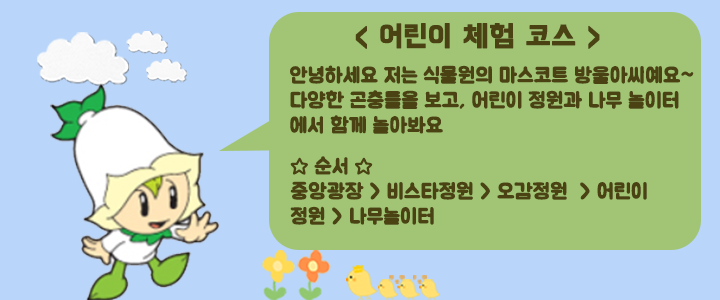 < 어린이 체험 코스 >
안녕하세요 저는 식물원의 마스코트 방울아씨예요~
다양한 곤충들을 보고, 어린이 정원과 나무 놀이터
에서 함께 놀아봐요
☆ 순서 ☆
중앙광장 > 비스타정원 > 오감정원 > 어린이
정원 > 나무놀이터